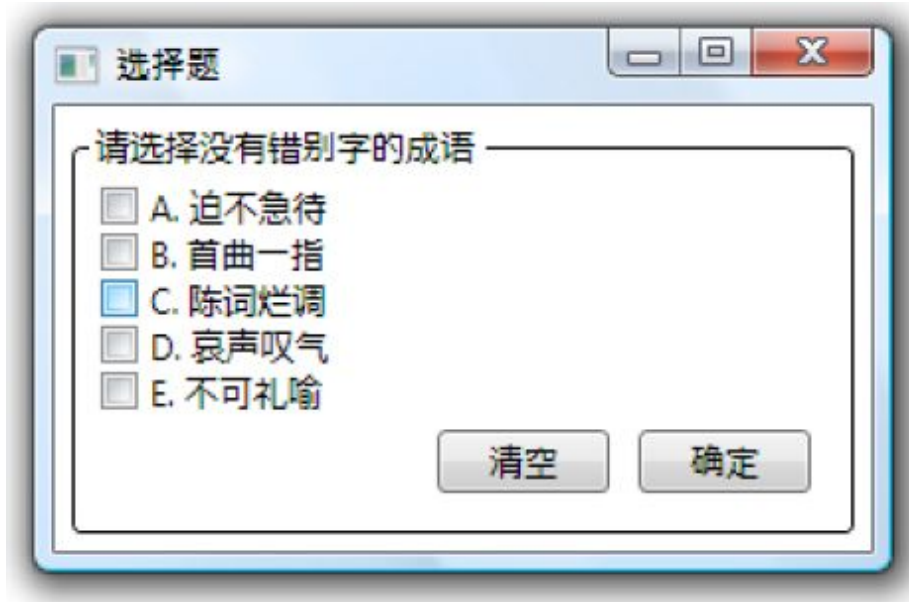 选择题
请选择没有错别字的成语
A. 迫不急待
B. 首曲一指
C. 陈词烂调
D. 哀声叹气
E. 不可礼喻
清空
确定